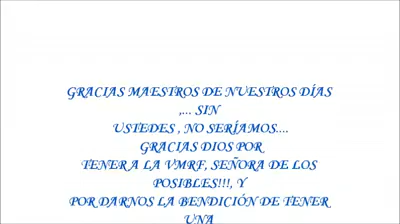 GRACIAS MAESTROS DE NUESTROS DÍAS
,... SIN
USTEDES , NO SERÍAMOS....
GRACIAS DIOS POR
TENER A LA VMRF, SEÑORA DE LOS
POSIBLES!!!, Y
POR DARNOS LA BENDICIÓN DE TENER
UNA